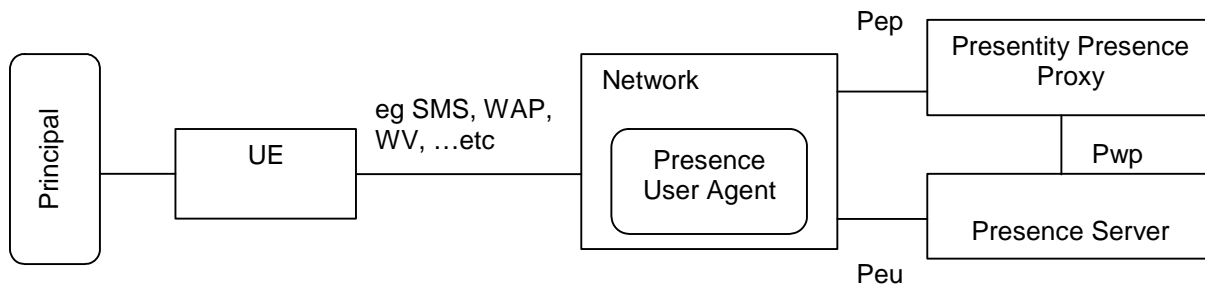 Principal
UE
eg SMS, WAP,
WV, …etc
Network
Presence
User Agent
Pep
Presentity Presence
Proxy
Pwp
Presence Server
Peu